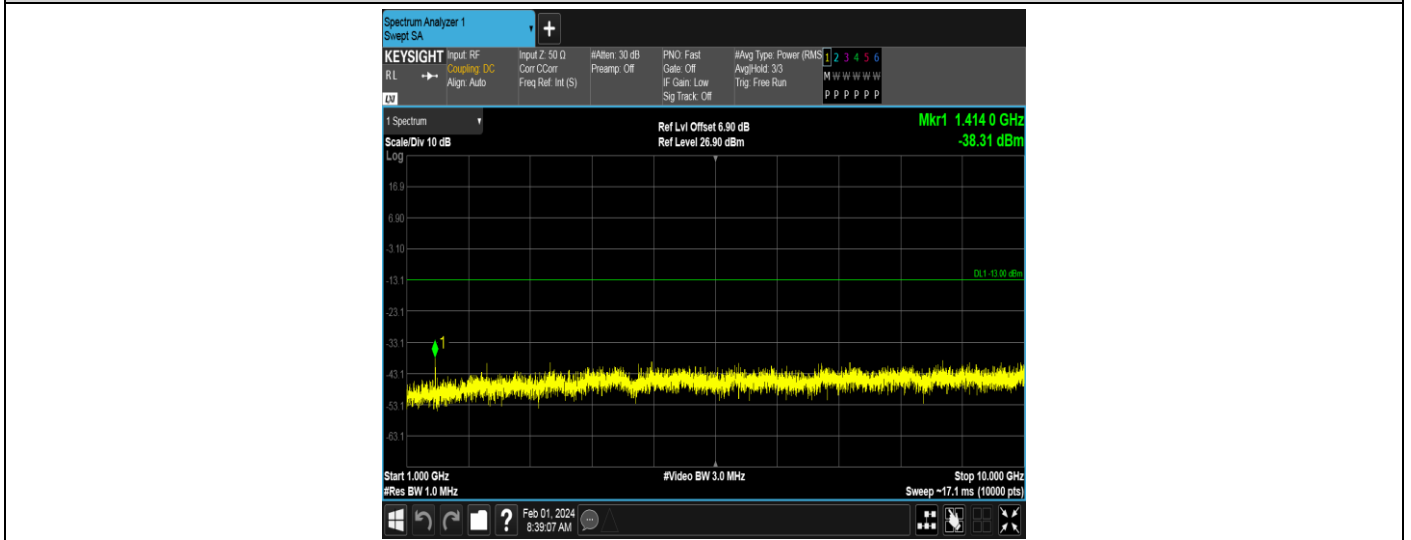 Spectrum Analyzer 1
Swept SA
+
KEYSIGHT Input: RF Input Z: 50 Ω #Atten: 30 dB PNO: Fast #Avg Type: Power (RMS 1 2 3 4 5 6
RL Coupling: DC Corr CCorr Preamp: Off Gate: Off Avg|Hold: 3/3 M W W W W W
Align: Auto Freq Ref: Int (S) IF Gain: Low Trig: Free Run P P P P P P
Sig Track: Off
LXI
1 Spectrum
Ref Lvl Offset 6.90 dB Mkr1 1.414 0 GHz
Scale/Div 10 dB Ref Level 26.90 dBm -38.31 dBm
Log
16.9
6.90
-3.10
DL1 -13.00 dBm
-13.1
-23.1
-33.1
1
-43.1
-53.1
-63.1
Start 1.000 GHz #Video BW 3.0 MHz Stop 10.000 GHz
#Res BW 1.0 MHz Sweep ~17.1 ms (10000 pts)
? Feb 01, 2024
8:39:07 AM